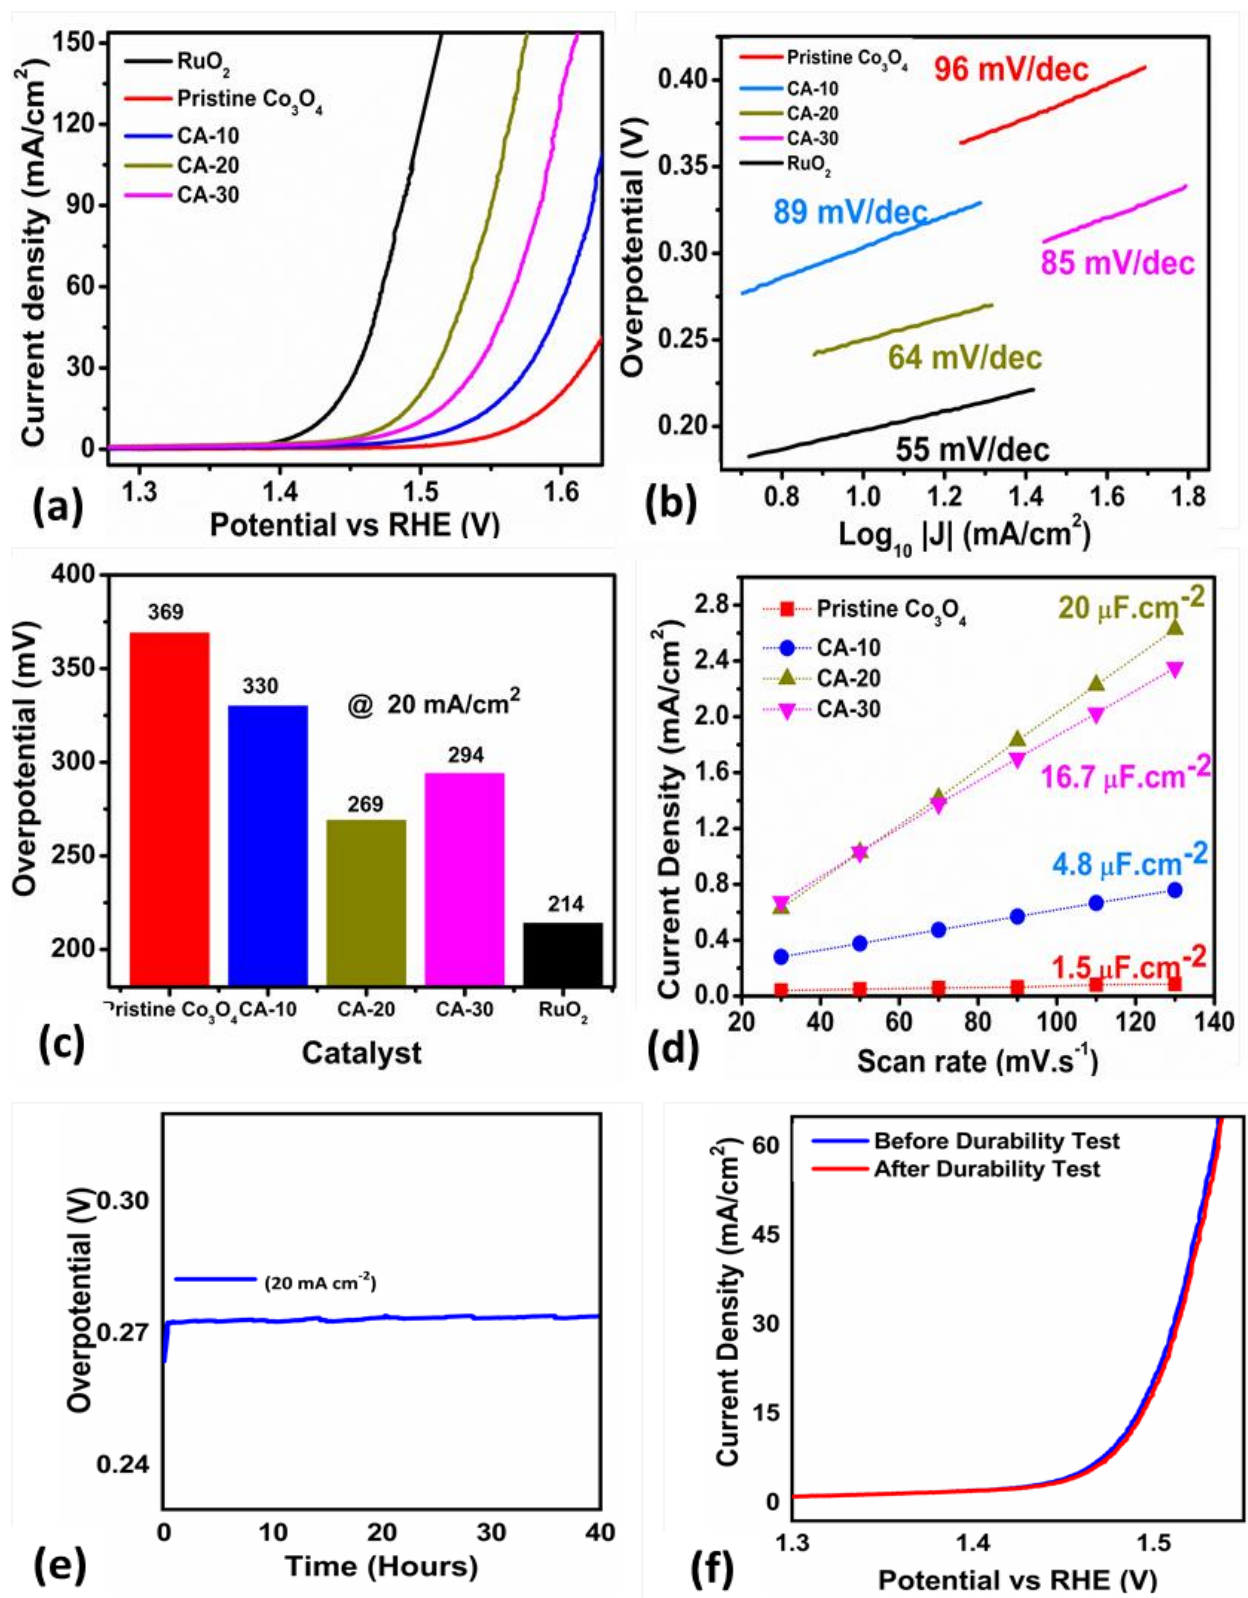 150
120
90
60
30
0
Current density (mA/cm²)
RuO₂
Pristine Co₃O₄
CA-10
CA-20
CA-30
1.3
1.4
1.5
1.6
Potential vs RHE (V)
(a)
0.40
0.35
0.30
0.25
0.20
Overpotential (V)
Pristine Co₃O₄
CA-10
CA-20
CA-30
RuO₂
96 mV/dec
89 mV/dec
85 mV/dec
64 mV/dec
55 mV/dec
0.8
1.0
1.2
1.4
1.6
1.8
Log₁₀ |J| (mA/cm²)
(b)
400
350
300
250
200
Overpotential (mV)
369
330
269
294
214
@ 20 mA/cm²
Pristine Co₃O₄
CA-10
CA-20
CA-30
RuO₂
Catalyst
(c)
2.8
2.4
2.0
1.6
1.2
0.8
0.4
0.0
Current Density (mA/cm²)
Pristine Co₃O₄
CA-10
CA-20
CA-30
20 μF.cm⁻²
16.7 μF.cm⁻²
4.8 μF.cm⁻²
1.5 μF.cm⁻²
20
40
60
80
100
120
140
Scan rate (mV.s⁻¹)
(d)
0.30
0.27
0.24
Overpotential (V)
(20 mA cm⁻²)
0
10
20
30
40
Time (Hours)
(e)
60
45
30
15
0
Current Density (mA/cm²)
Before Durability Test
After Durability Test
1.3
1.4
1.5
Potential vs RHE (V)
(f)